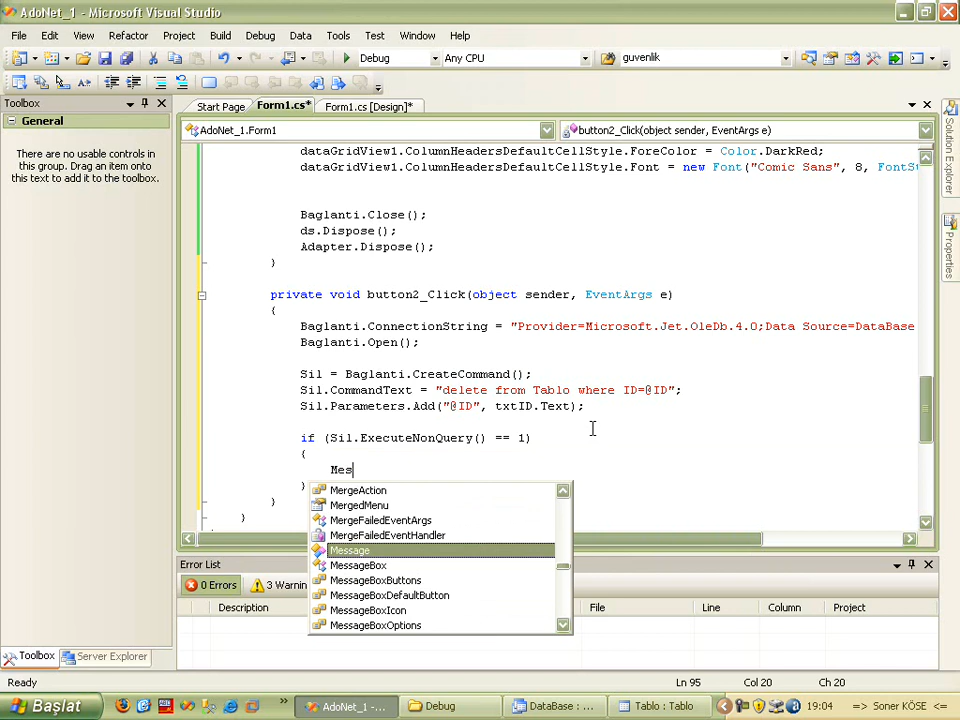 AdoNet_1 - Microsoft Visual Studio
File Edit View Refactor Project Build Debug Data Tools Test Window Help
Debug Any CPU guvenlik
Toolbox
General
There are no usable controls in
this group. Drag an item onto
this text to add it to the toolbox.
Start Page Form1.cs* Form1.cs [Design]*
AdoNet_1.Form1 button2_Click(object sender, EventArgs e)
dataGridView1.ColumnHeadersDefaultCellStyle.ForeColor = Color.DarkRed;
dataGridView1.ColumnHeadersDefaultCellStyle.Font = new Font("Comic Sans", 8, FontSt
Baglanti.Close();
ds.Dispose();
Adapter.Dispose();
}
private void button2_Click(object sender, EventArgs e)
{
Baglanti.ConnectionString = "Provider=Microsoft.Jet.OleDb.4.0;Data Source=DataBase
Baglanti.Open();
Sil = Baglanti.CreateCommand();
Sil.CommandText = "delete from Tablo where ID=@ID";
Sil.Parameters.Add("@ID", txtID.Text);
if (Sil.ExecuteNonQuery() == 1)
{
Mes
}
}
}
MergeAction
MergedMenu
MergeFailedEventArgs
MergeFailedEventHandler
Message
MessageBox
MessageBoxButtons
MessageBoxDefaultButton
MessageBoxIcon
MessageBoxOptions
Solution Explorer
Properties
Error List
0 Errors 3 Warnin
Description File Line Column Project
Toolbox Server Explorer
Ready Ln 95 Col 20 Ch 20
Başlat AdoNet_1 -... Debug DataBase : ... Tablo : Tablo 19:04 => Soner KÖSE <=